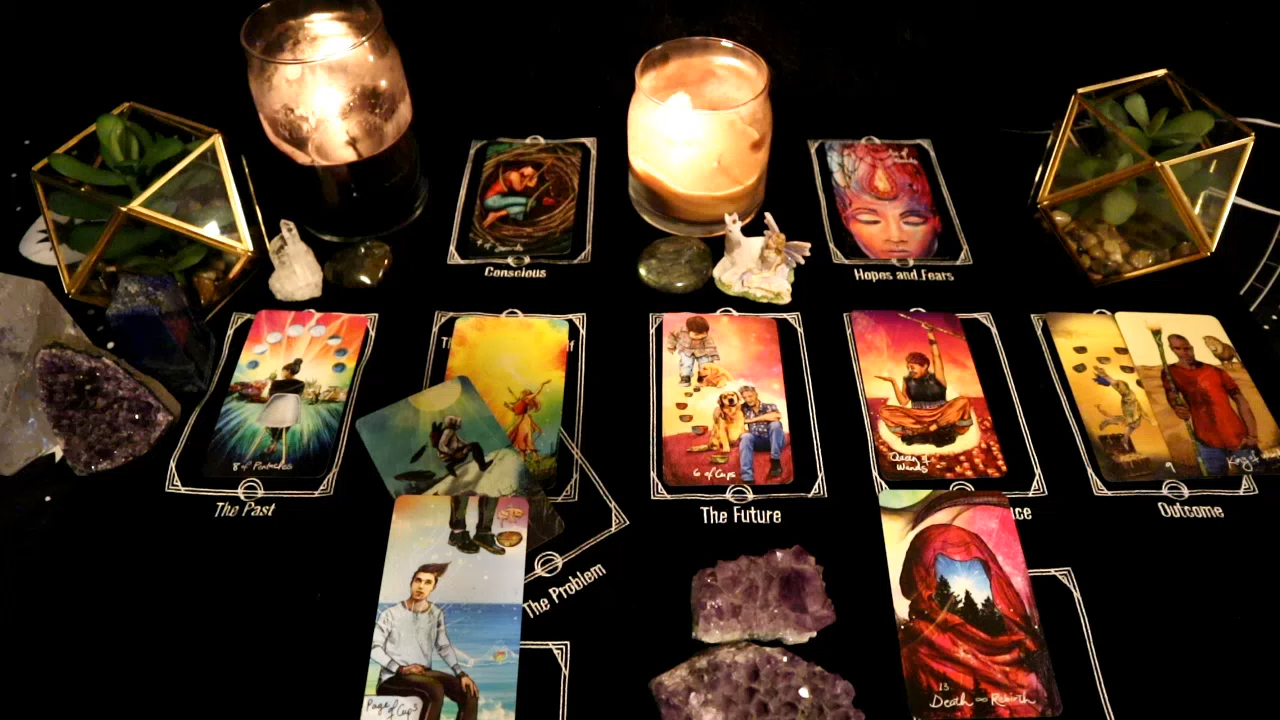 Conscious
Hopes and Fears
8 of Pentacles
6 of Cups
Queen of
Wands
9
The Past
The Future
Outcome
The Problem
Page of Cups
13.
Death ∞ Rebirth